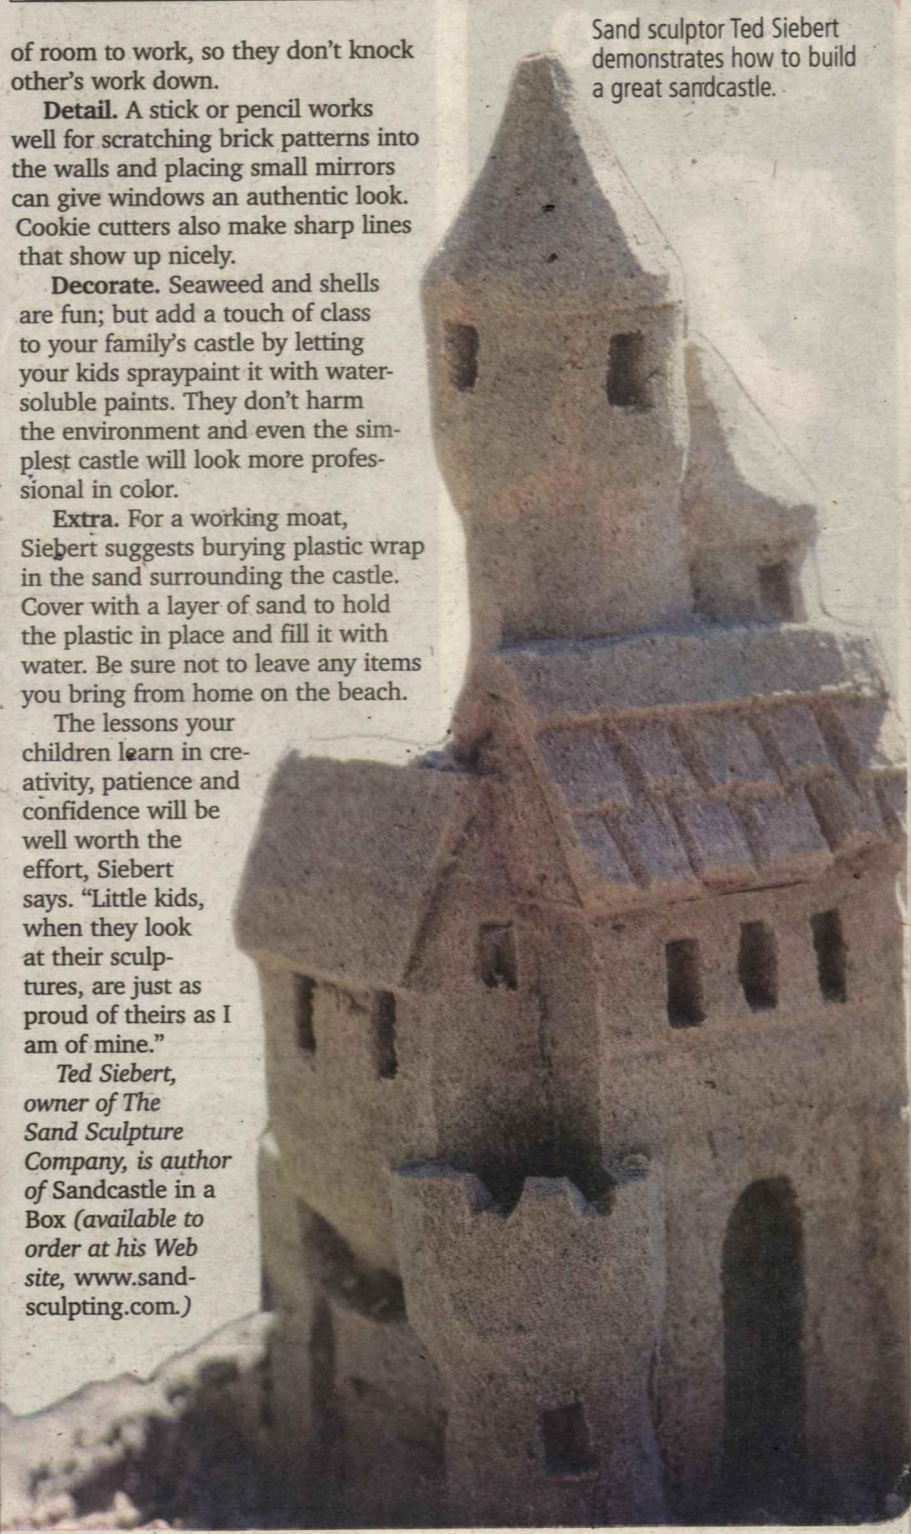 of room to work, so they don't knock
other's work down.
Detail. A stick or pencil works
well for scratching brick patterns into
the walls and placing small mirrors
can give windows an authentic look.
Cookie cutters also make sharp lines
that show up nicely.
Decorate. Seaweed and shells
are fun; but add a touch of class
to your family's castle by letting
your kids spraypaint it with water-
soluble paints. They don't harm
the environment and even the sim-
plest castle will look more profes-
sional in color.
Extra. For a working moat,
Siebert suggests burying plastic wrap
in the sand surrounding the castle.
Cover with a layer of sand to hold
the plastic in place and fill it with
water. Be sure not to leave any items
you bring from home on the beach.
The lessons your
children learn in cre-
ativity, patience and
confidence will be
well worth the
effort, Siebert
says. “Little kids,
when they look
at their sculp-
tures, are just as
proud of theirs as I
am of mine.”
Ted Siebert,
owner of The
Sand Sculpture
Company, is author
of Sandcastle in a
Box (available to
order at his Web
site, www.sand-
sculpting.com.)
Sand sculptor Ted Siebert
demonstrates how to build
a great sandcastle.